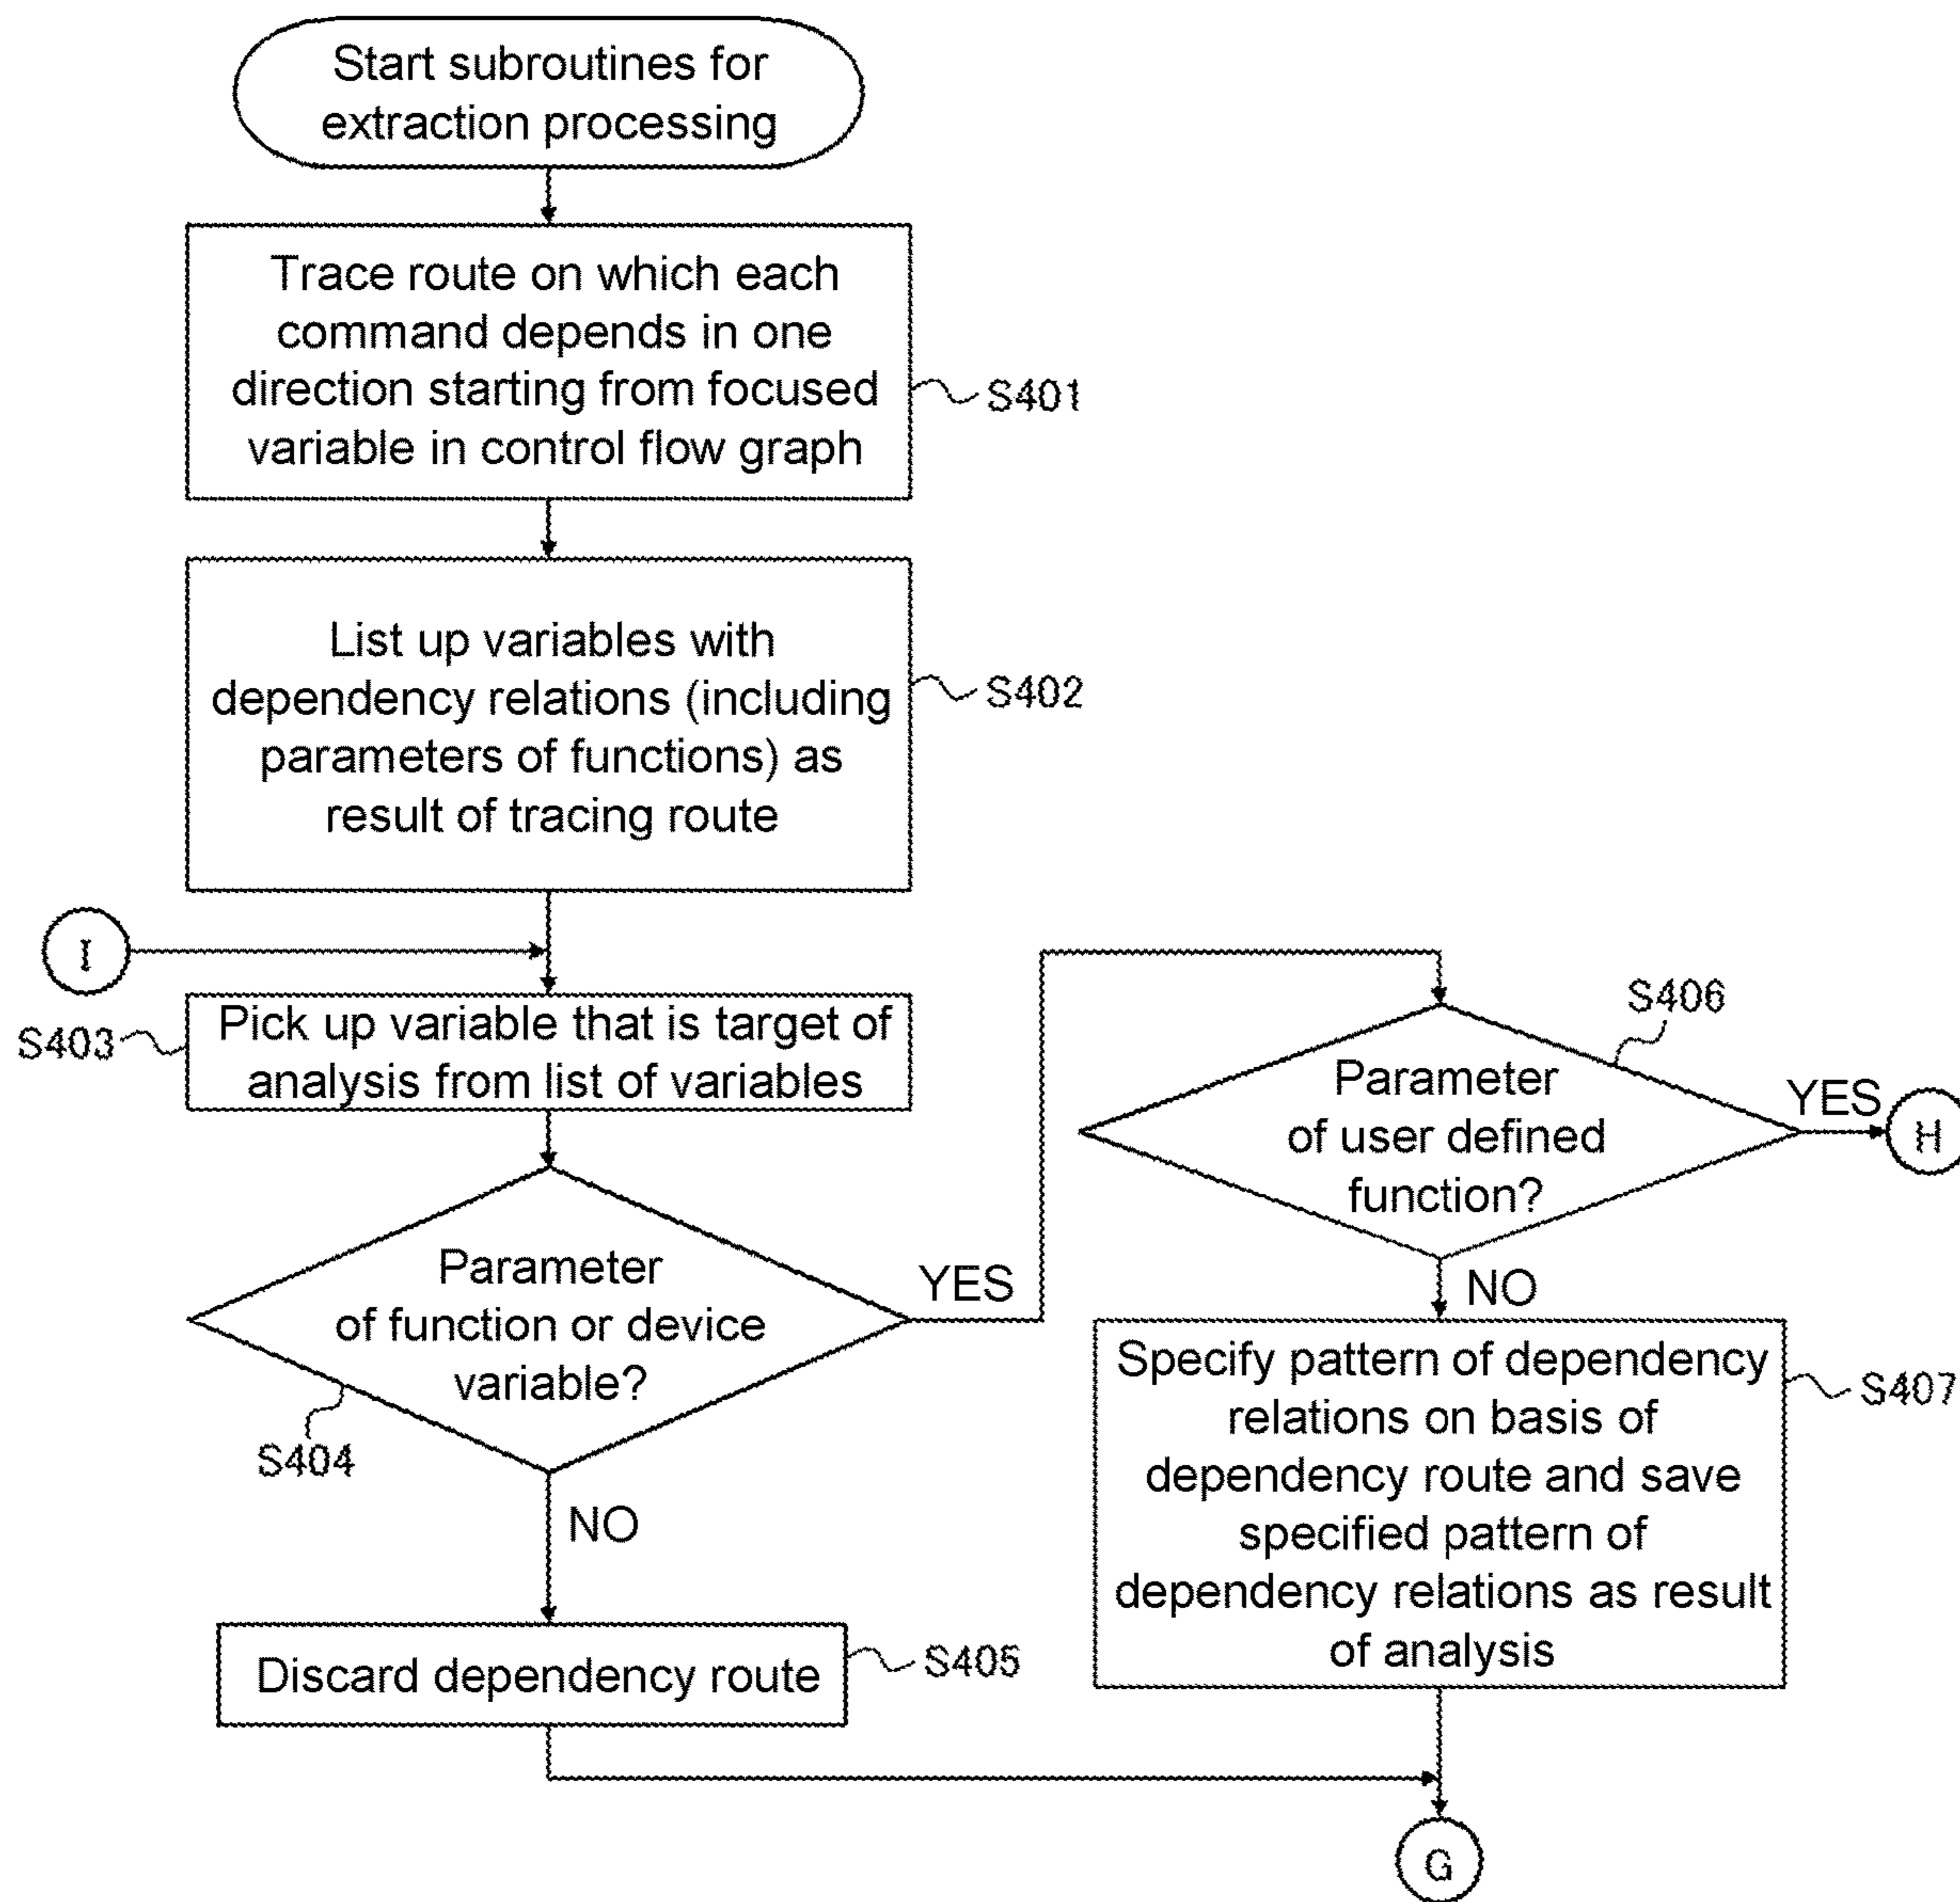 Start subroutines for
extraction processing
Trace route on which each
command depends in one
direction starting from focused
variable in control flow graph
S401
List up variables with
dependency relations (including
parameters of functions) as
result of tracing route
S402
I
S403
Pick up variable that is target of
analysis from list of variables
Parameter
of function or device
variable?
S404
YES
NO
Discard dependency route
S405
S406
Parameter
of user defined
function?
YES
H
NO
Specify pattern of dependency
relations on basis of
dependency route and save
specified pattern of
dependency relations as result
of analysis
S407
G